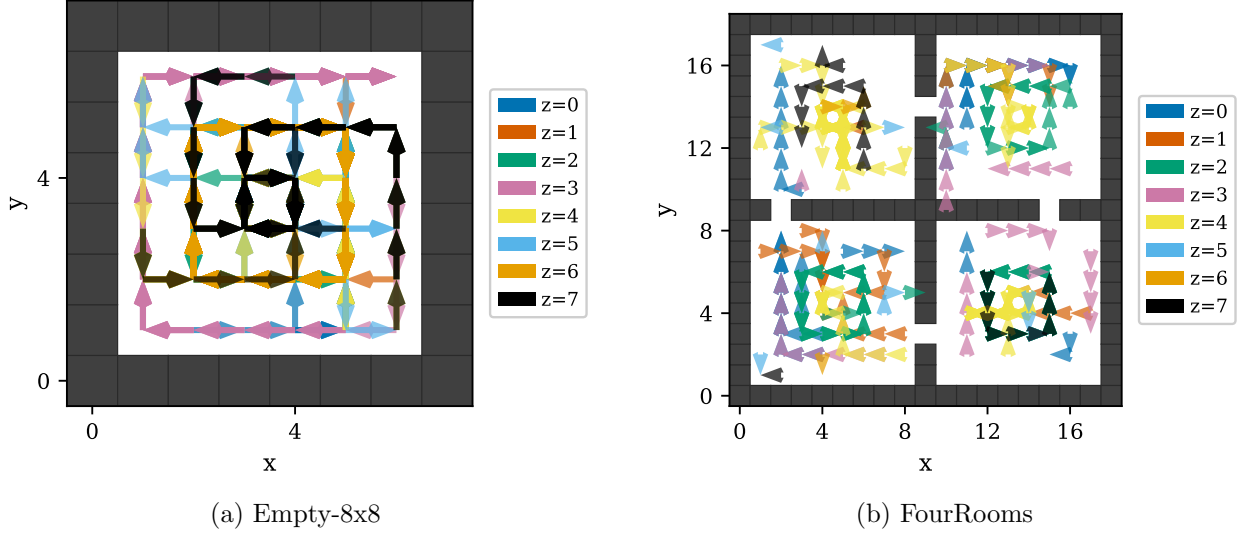 y
4
0
0
4
x
z=0
z=1
z=2
z=3
z=4
z=5
z=6
z=7
(a) Empty-8x8
y
16
12
8
4
0
0
4
8
12
16
x
z=0
z=1
z=2
z=3
z=4
z=5
z=6
z=7
(b) FourRooms